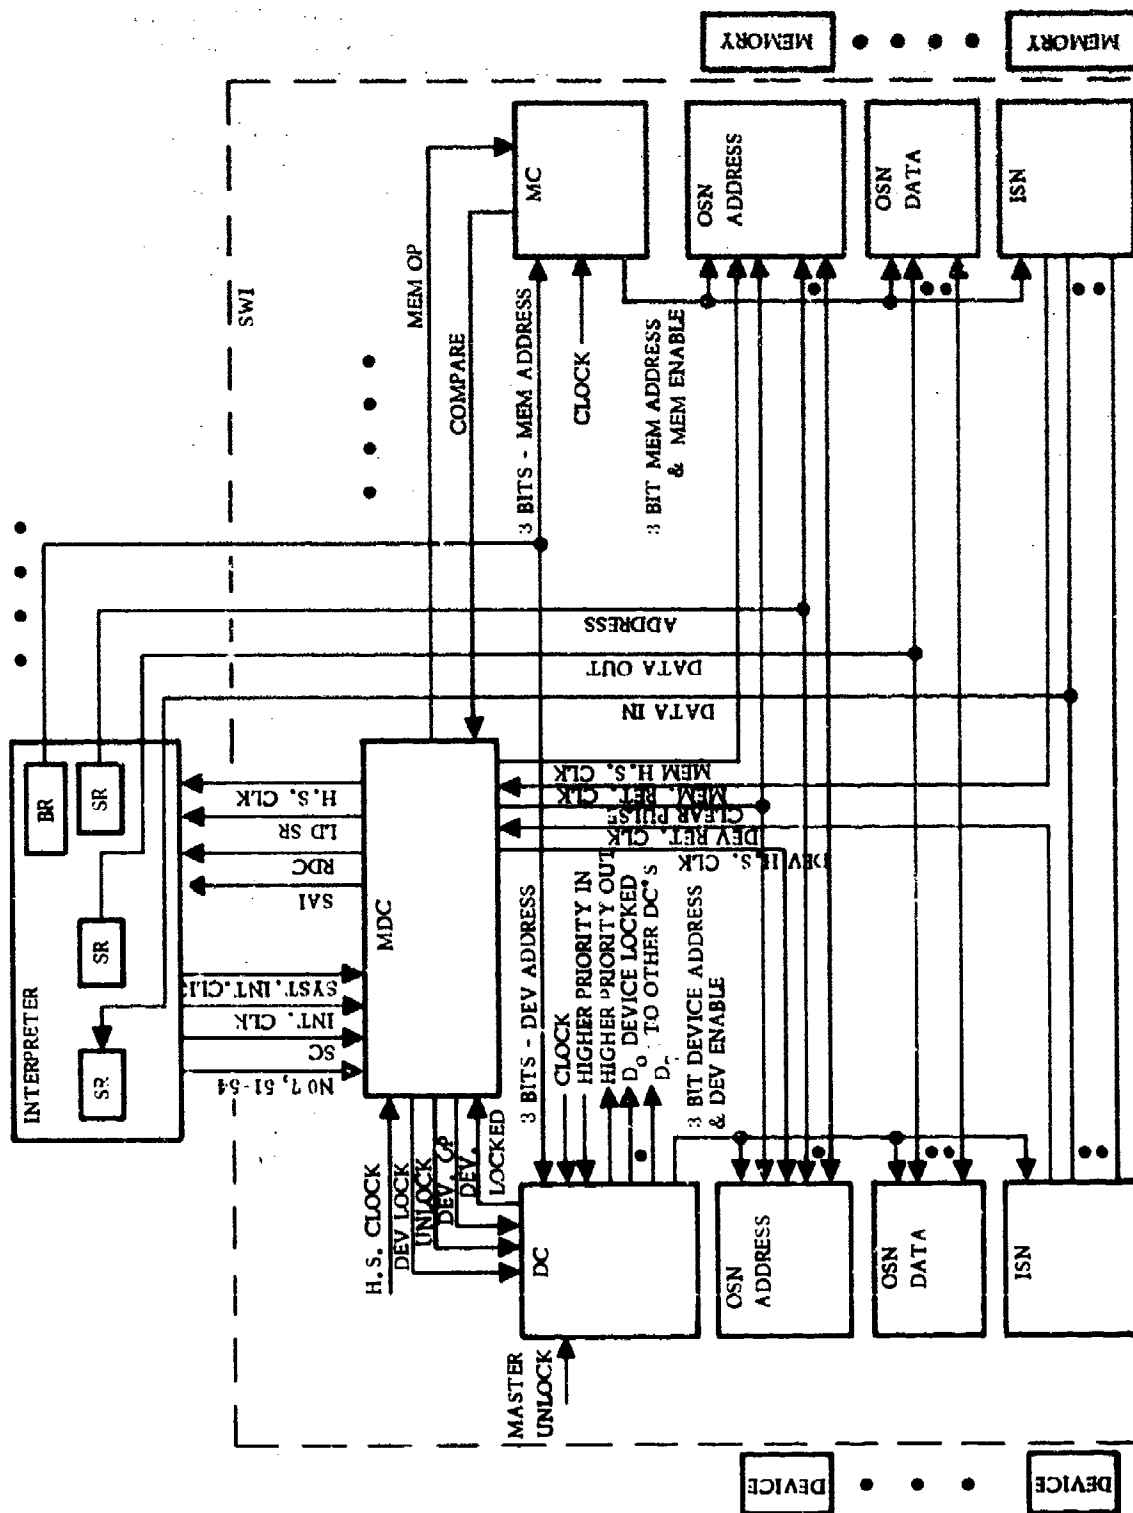 INTERPRETER
BR
SR
SR
SR
SWI
H.S. CLK
LD SR
RDC
SAI
SYST. INT.
INT. CLK
SC
MDC
MEM OP
COMPARE
MC
3 BITS - MEM ADDRESS
CLOCK
3 BIT MEM ADDRESS
& MEM ENABLE
ADDRESS
DATA OUT
DATA IN
MEM H.S. CLK
MEM. RET. CLK
CLEAR PULSE
DEV RET. CLK
DEV H.S. CLK
H.S. CLOCK
DEV LOCK
UNLOCK
DEV. OP
DEV.
LOCKED
DC
MASTER
UNLOCK
3 BITS - DEV ADDRESS
CLOCK
HIGHER PRIORITY IN
HIGHER PRIORITY OUT
DEVICE LOCKED
TO OTHER DC'S
3 BIT DEVICE ADDRESS
& DEV ENABLE
OSN
ADDRESS
OSN
DATA
ISN
OSN
ADDRESS
OSN
DATA
ISN
MEMORY
MEMORY
DEVICE
DEVICE